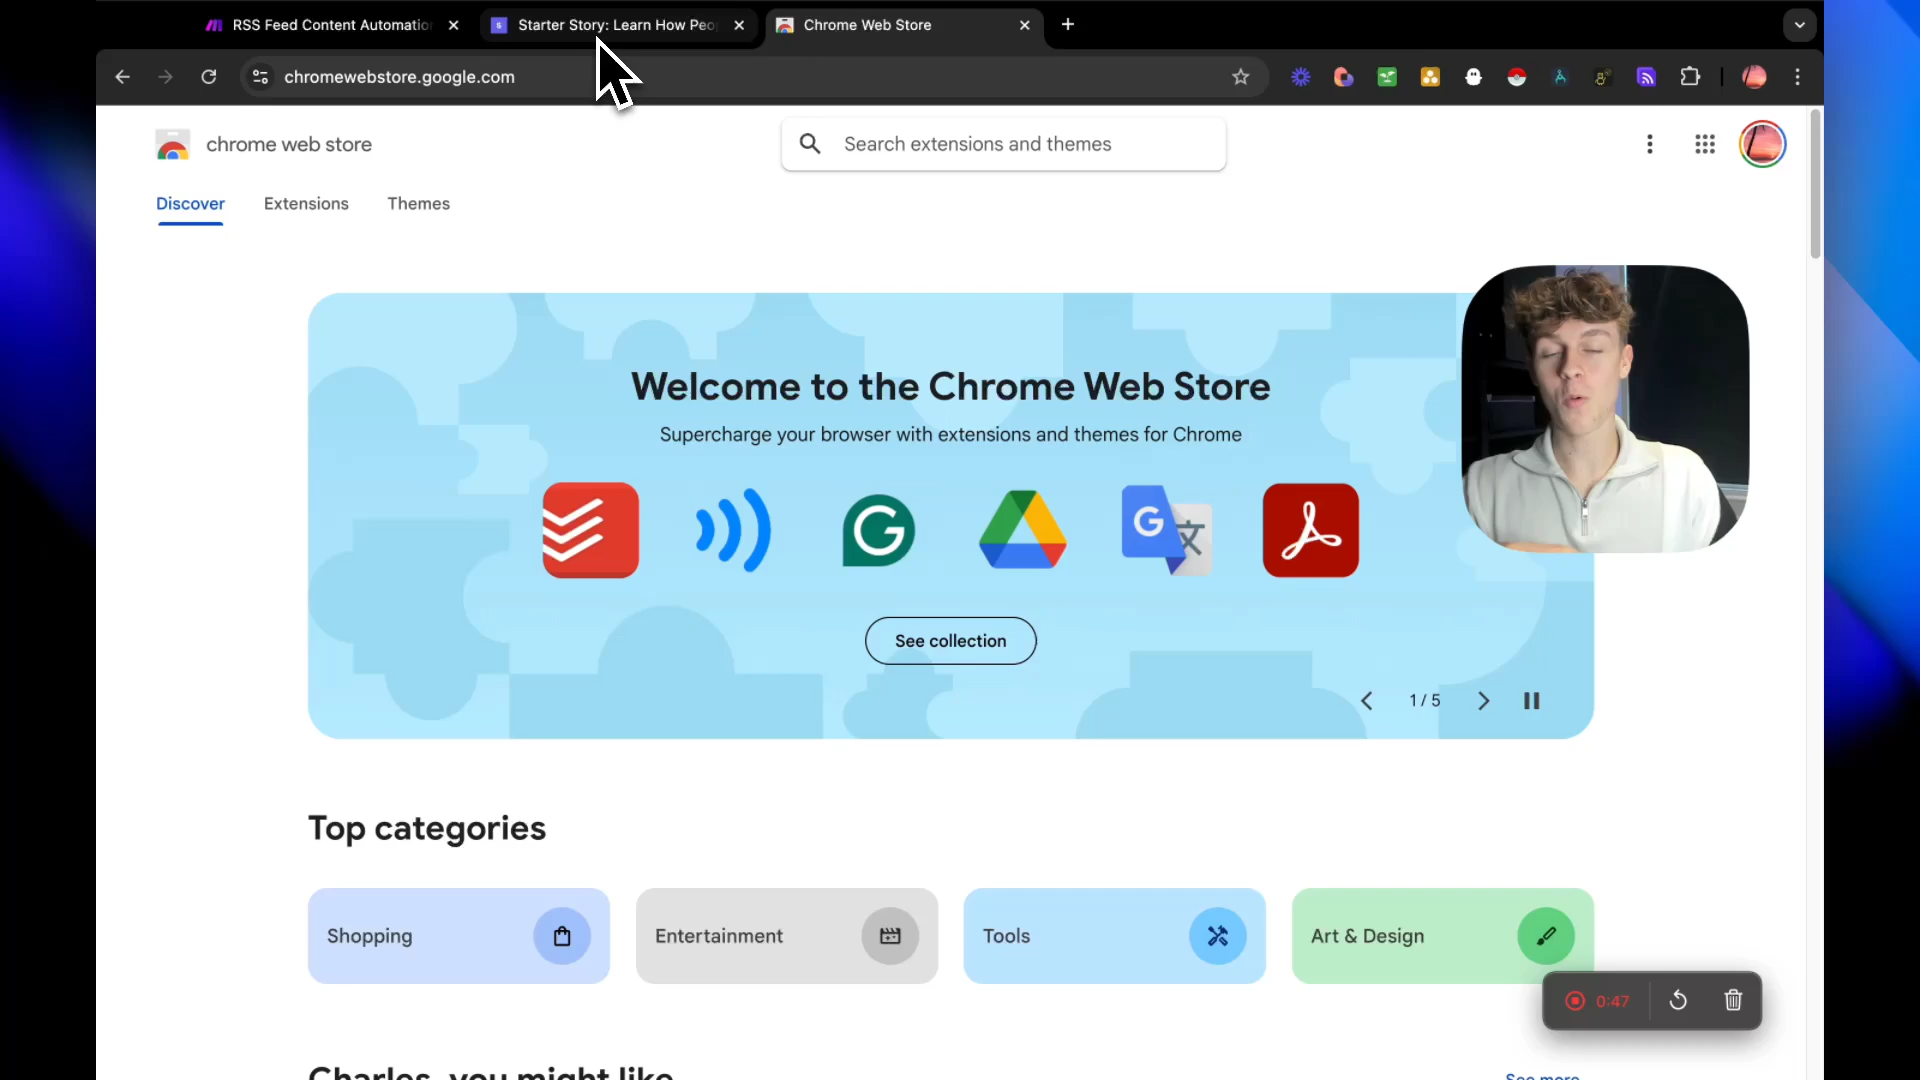 RSS Feed Content Automation
Starter Story: Learn How Peo
Chrome Web Store
chromewebstore.google.com
chrome web store
Search extensions and themes
Discover
Extensions
Themes
Welcome to the Chrome Web Store
Supercharge your browser with extensions and themes for Chrome
See collection
1 / 5
Top categories
Shopping
Entertainment
Tools
Art & Design
0:47
Charles, you might like
See more